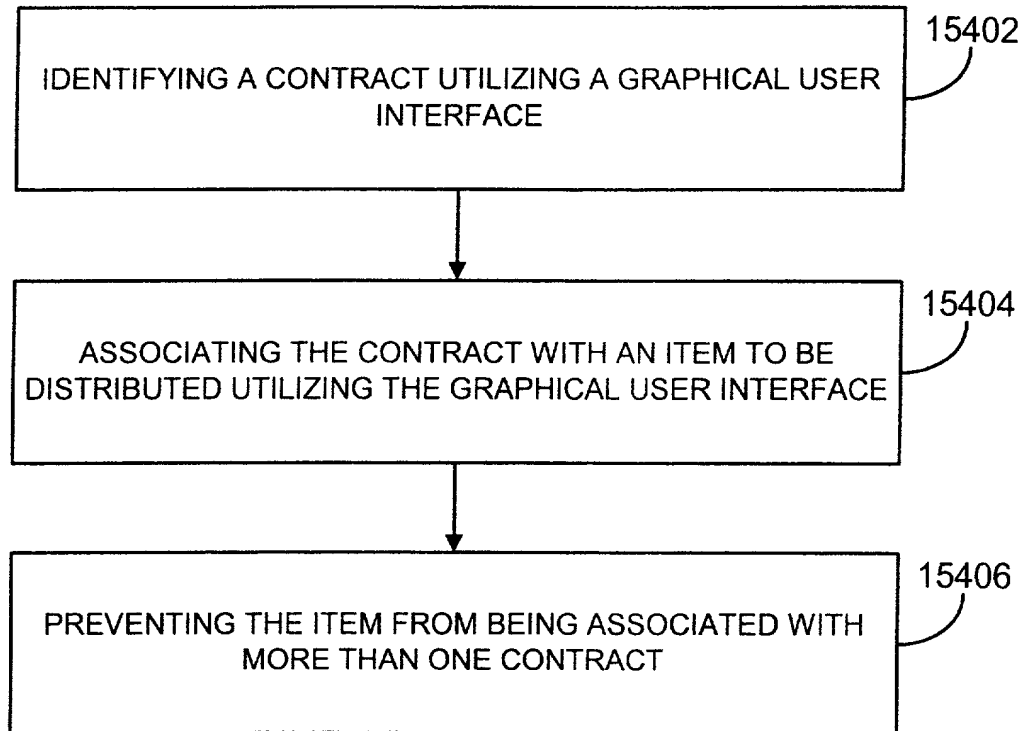 15402
IDENTIFYING A CONTRACT UTILIZING A GRAPHICAL USER
INTERFACE
15404
ASSOCIATING THE CONTRACT WITH AN ITEM TO BE
DISTRIBUTED UTILIZING THE GRAPHICAL USER INTERFACE
15406
PREVENTING THE ITEM FROM BEING ASSOCIATED WITH
MORE THAN ONE CONTRACT